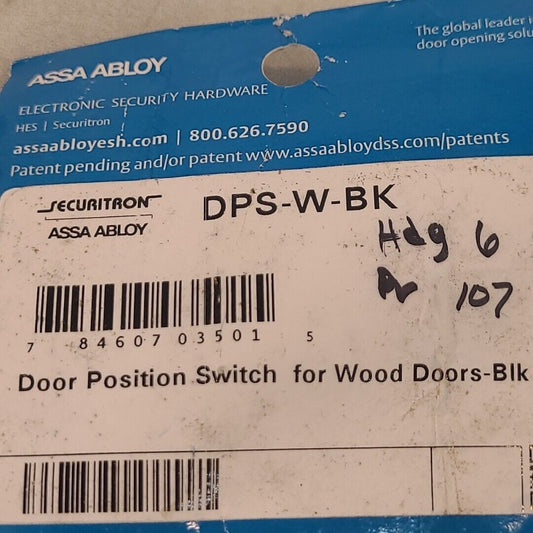 The global leader i
door opening solu
ASSA ABLOY
ELECTRONIC SECURITY HARDWARE
HES | Securitron
assaabloyesh.com | 800.626.7590
Patent pending and/or patent www.assaabloydss.com/patents
SECURITRON
ASSA ABLOY
DPS-W-BK
Hdg 6
107
7 84607 03501 5
Door Position Switch for Wood Doors-Blk